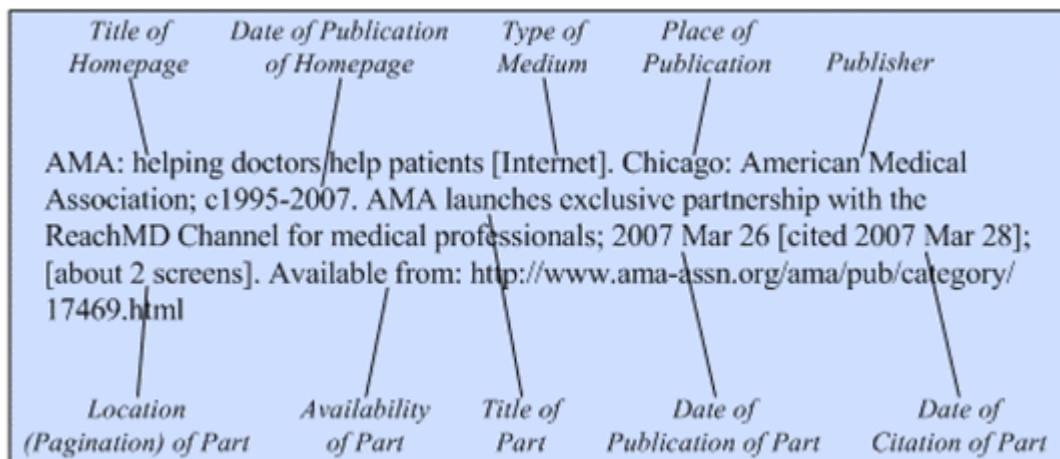 Title of Date of Publication Type of Place of
Homepage of Homepage Medium Publication Publisher
AMA: helping doctors help patients [Internet]. Chicago: American Medical
Association; c1995-2007. AMA launches exclusive partnership with the
ReachMD Channel for medical professionals; 2007 Mar 26 [cited 2007 Mar 28];
[about 2 screens]. Available from: http://www.ama-assn.org/ama/pub/category/
17469.html
Location Availability Title of Date of Date of
(Pagination) of Part of Part Part Publication of Part Citation of Part